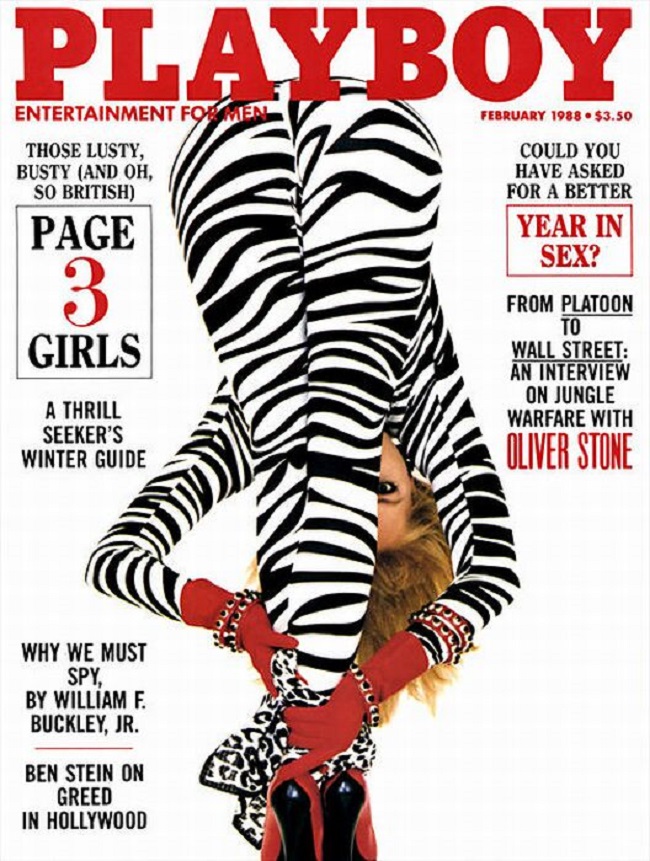 PLAYBOY
ENTERTAINMENT FOR MEN
FEBRUARY 1988 • $3.50
THOSE LUSTY,
BUSTY (AND OH,
SO BRITISH)
PAGE
3
GIRLS
A THRILL
SEEKER'S
WINTER GUIDE
WHY WE MUST
SPY,
BY WILLIAM F.
BUCKLEY, JR.
BEN STEIN ON
GREED
IN HOLLYWOOD
COULD YOU
HAVE ASKED
FOR A BETTER
YEAR IN
SEX?
FROM PLATOON
TO
WALL STREET:
AN INTERVIEW
ON JUNGLE
WARFARE WITH
OLIVER STONE